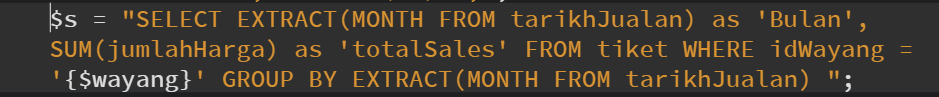 $s = "SELECT EXTRACT(MONTH FROM tarikhJualan) as 'Bulan',
SUM(jumlahHarga) as 'totalSales' FROM tiket WHERE idWayang =
'{$wayang}' GROUP BY EXTRACT(MONTH FROM tarikhJualan) ";